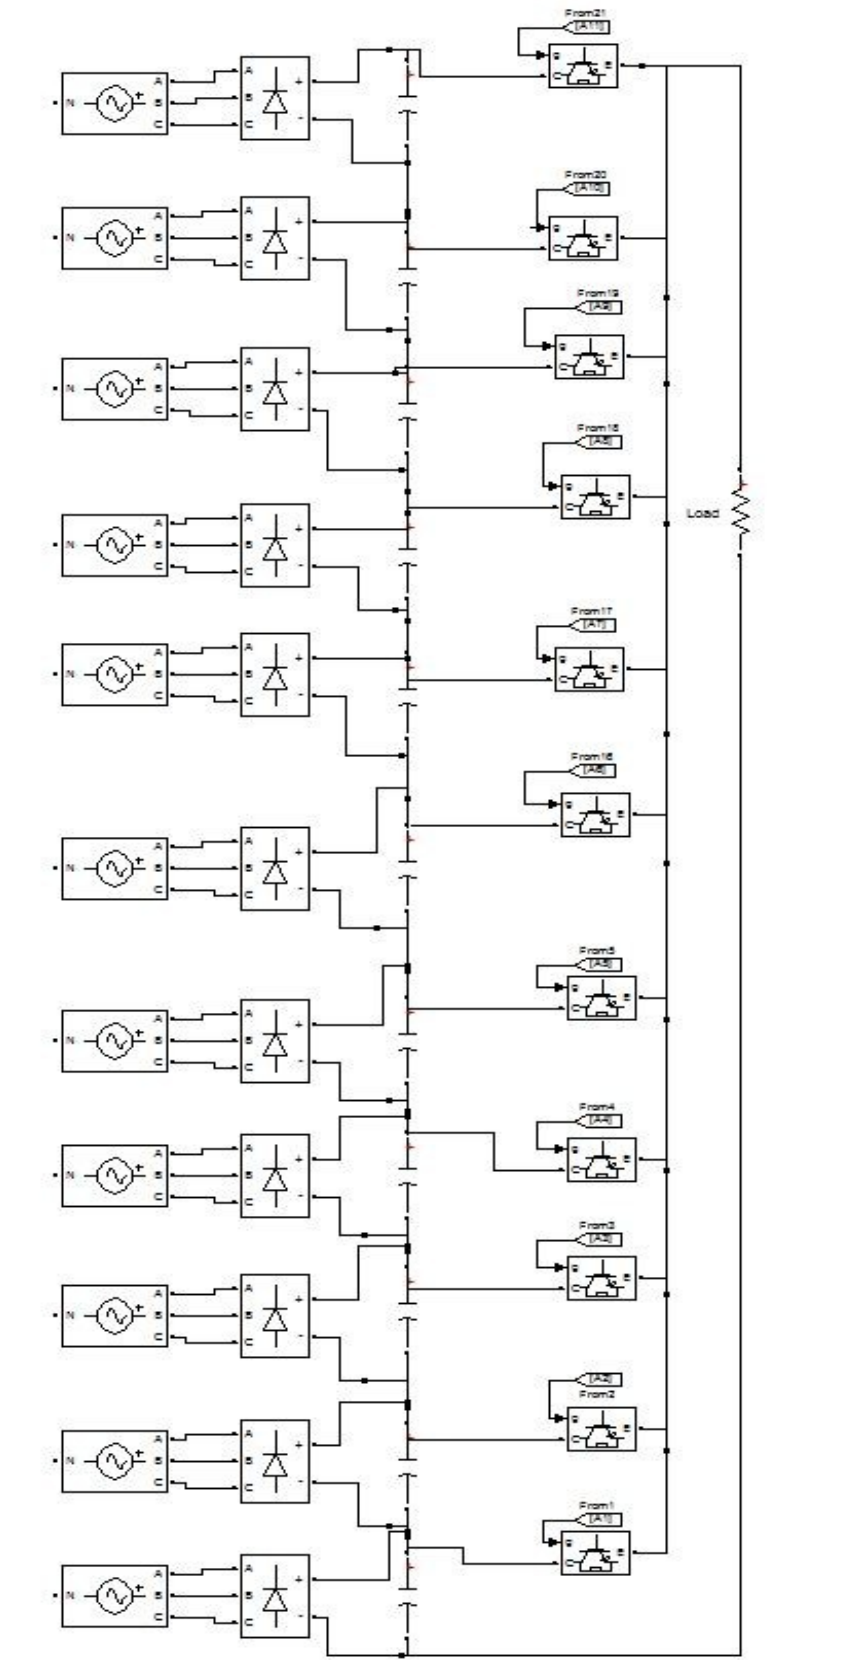 From21
[A11]
g
C
E
N
A
B
C
A
B
C
+
-
From20
[A10]
g
C
E
N
A
B
C
A
B
C
+
-
From19
[A9]
g
C
E
N
A
B
C
A
B
C
+
-
From18
[A8]
g
C
E
Load
N
A
B
C
A
B
C
+
-
From17
[A7]
g
C
E
N
A
B
C
A
B
C
+
-
From16
[A6]
g
C
E
N
A
B
C
A
B
C
+
-
From5
[A5]
g
C
E
N
A
B
C
A
B
C
+
-
From4
[A4]
g
C
E
N
A
B
C
A
B
C
+
-
From3
[A3]
g
C
E
N
A
B
C
A
B
C
+
-
[A2]
From2
g
C
E
N
A
B
C
A
B
C
+
-
From1
[A1]
g
C
E
N
A
B
C
A
B
C
+
-